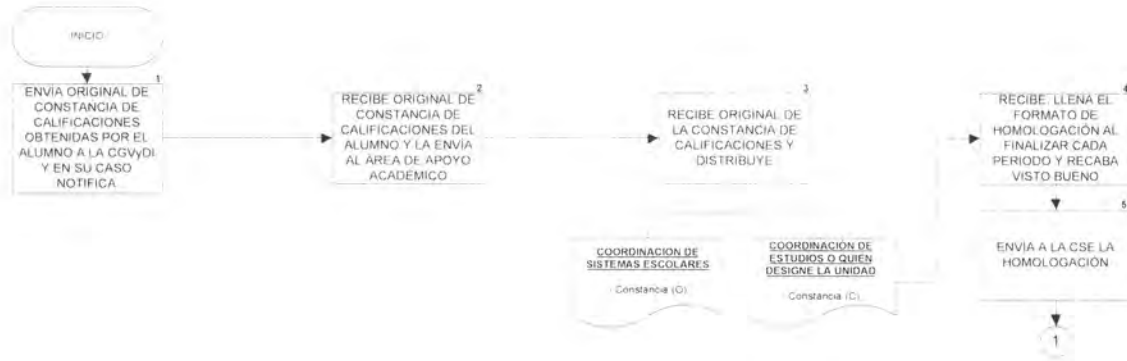 INICIO
1
ENVÍA ORIGINAL DE
CONSTANCIA DE
CALIFICACIONES
OBTENIDAS POR EL
ALUMNO A LA CGVyDI
Y EN SU CASO
NOTIFICA
2
RECIBE ORIGINAL DE
CONSTANCIA DE
CALIFICACIONES DEL
ALUMNO Y LA ENVÍA
AL ÁREA DE APOYO
ACADÉMICO
3
RECIBE ORIGINAL DE
LA CONSTANCIA DE
CALIFICACIONES Y
DISTRIBUYE
COORDINACIÓN DE
SISTEMAS ESCOLARES
Constancia (O)
COORDINACIÓN DE
ESTUDIOS O QUIEN
DESIGNE LA UNIDAD
Constancia (C)
4
RECIBE, LLENA EL
FORMATO DE
HOMOLOGACIÓN AL
FINALIZAR CADA
PERIODO Y RECABA
VISTO BUENO
5
ENVÍA A LA CSE LA
HOMOLOGACIÓN
1